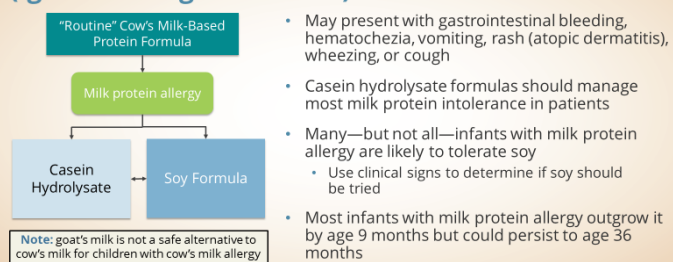 “Routine” Cow’s Milk-Based
Protein Formula
Milk protein allergy
Casein
Hydrolysate
Soy Formula
Note: goat’s milk is not a safe alternative to
cow’s milk for children with cow’s milk allergy
• May present with gastrointestinal bleeding,
hematochezia, vomiting, rash (atopic dermatitis),
wheezing, or cough
• Casein hydrolysate formulas should manage
most milk protein intolerance in patients
• Many—but not all—infants with milk protein
allergy are likely to tolerate soy
• Use clinical signs to determine if soy should
be tried
• Most infants with milk protein allergy outgrow it
by age 9 months but could persist to age 36
months